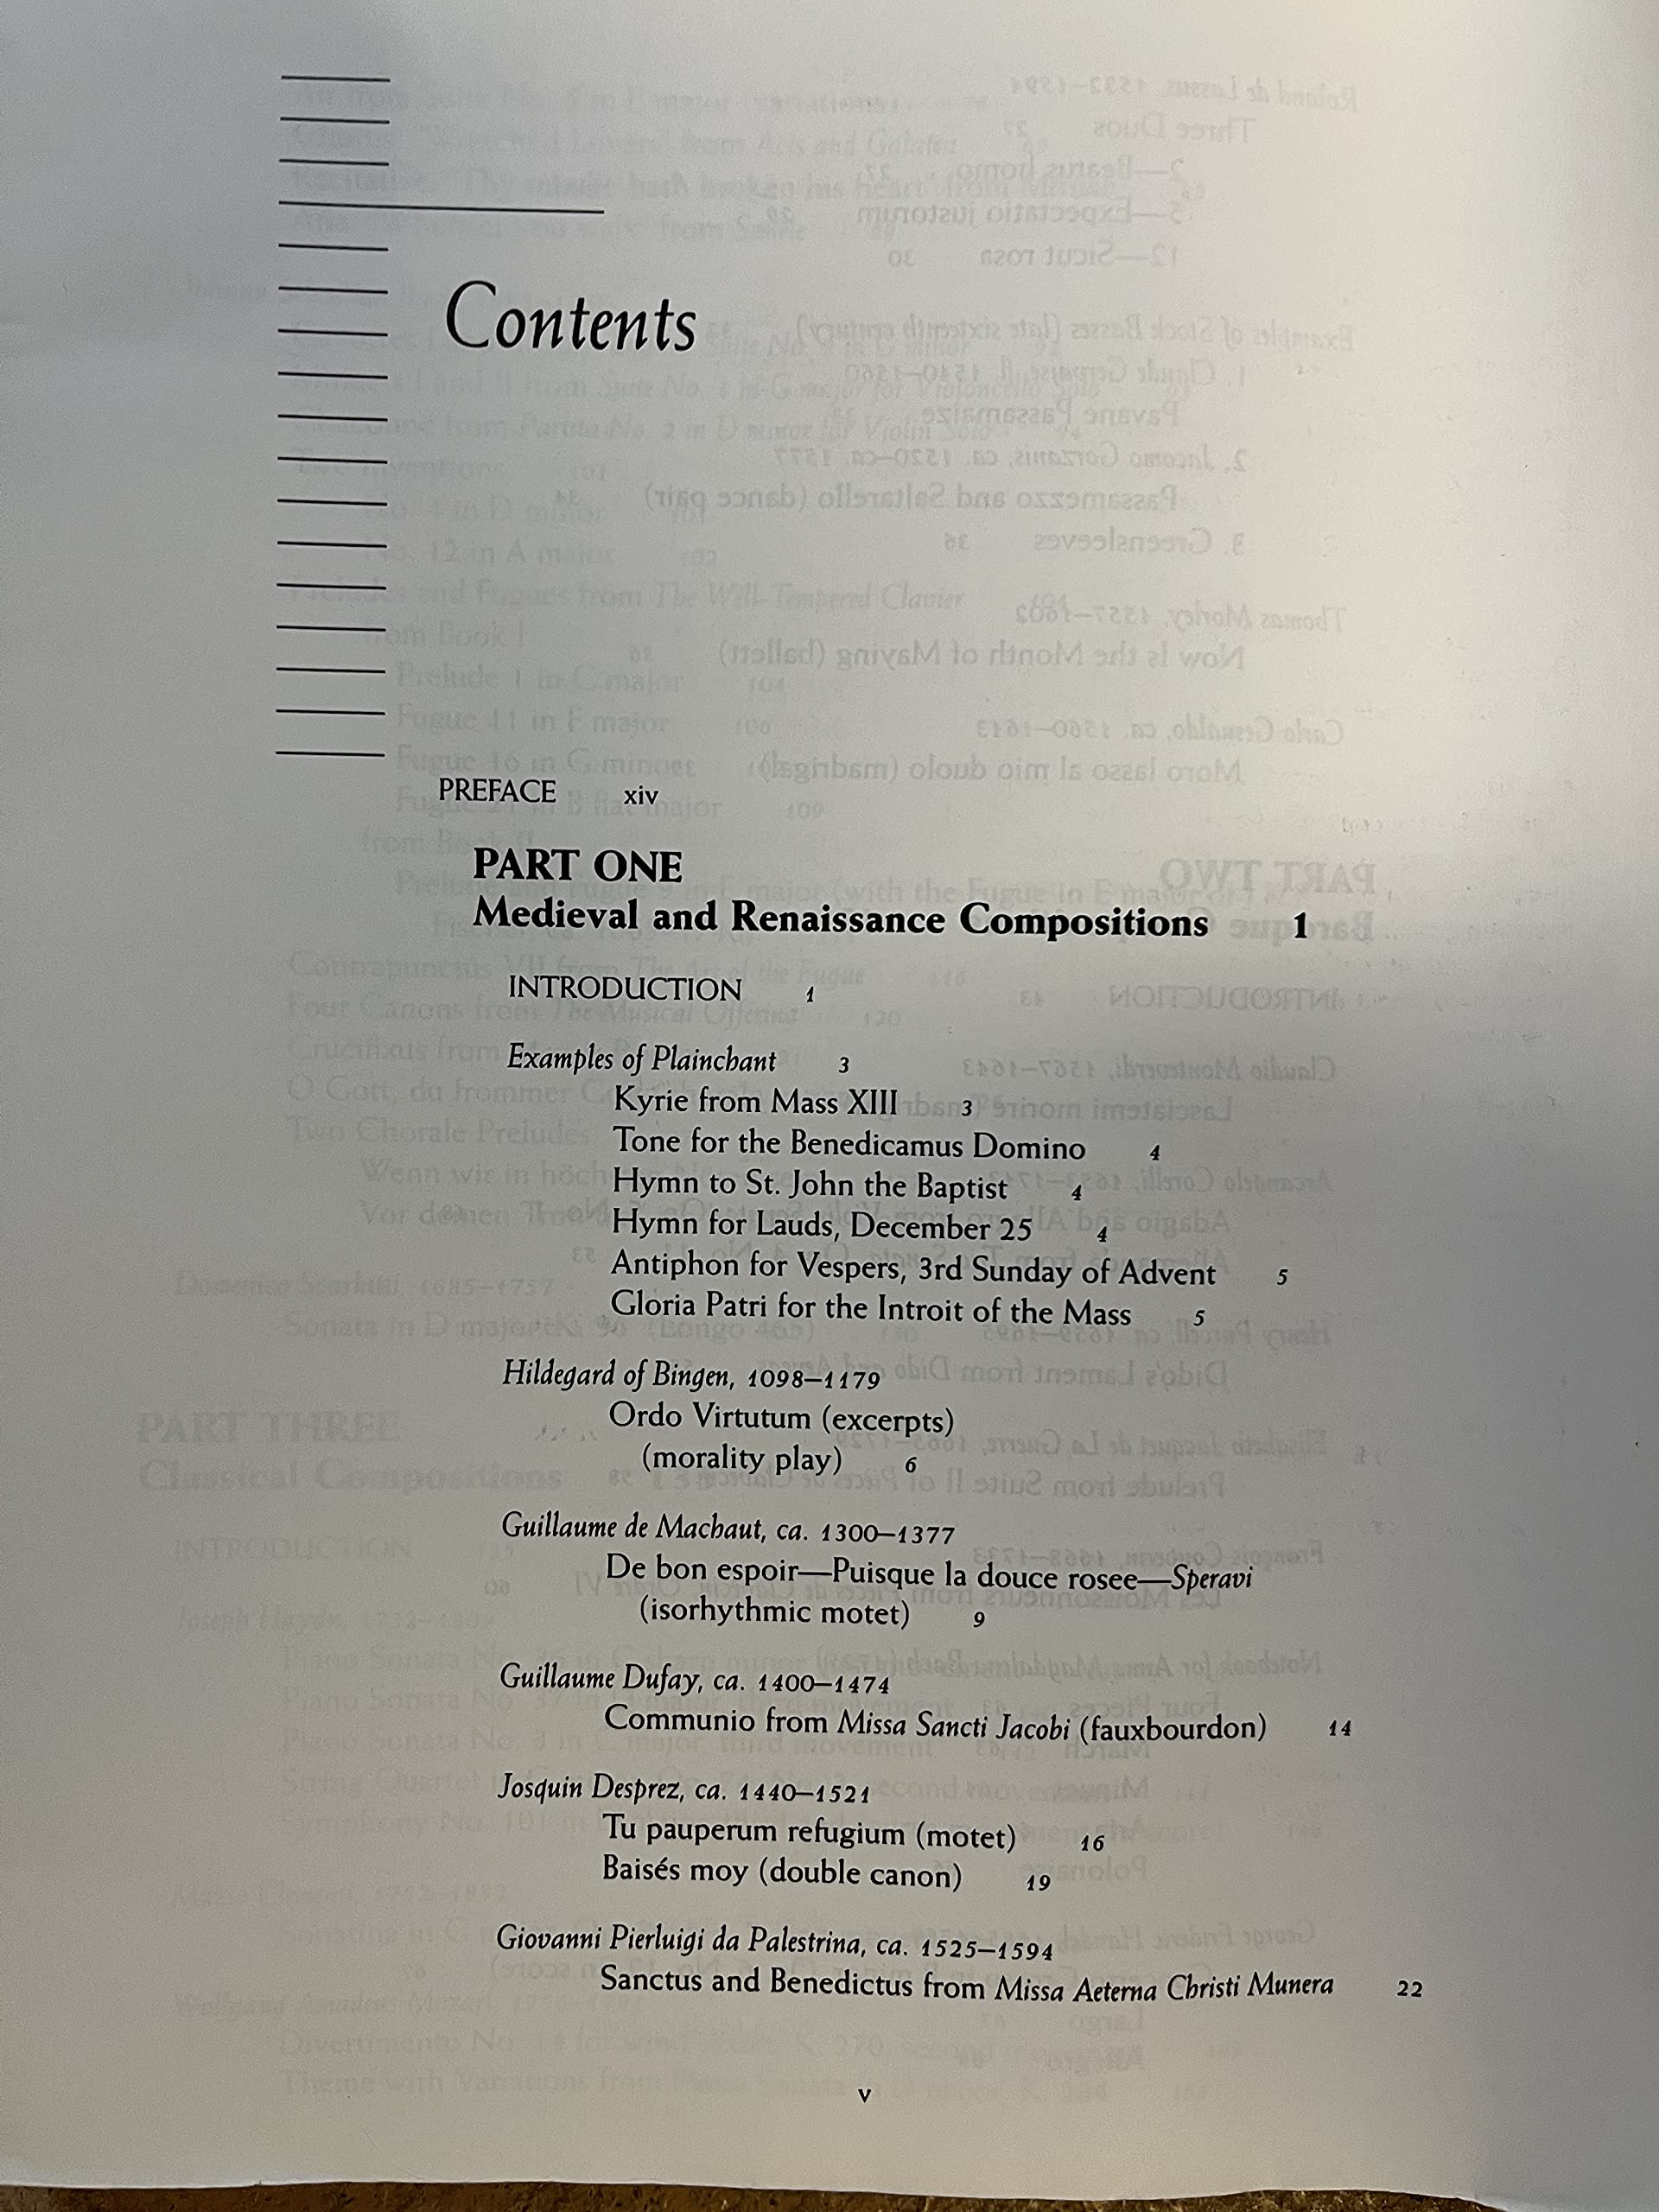 Contents
PREFACE xiv
PART ONE
Medieval and Renaissance Compositions 1
INTRODUCTION 1
Examples of Plainchant 3
Kyrie from Mass XIII 3
Tone for the Benedicamus Domino 4
Hymn to St. John the Baptist 4
Hymn for Lauds, December 25 4
Antiphon for Vespers, 3rd Sunday of Advent 5
Gloria Patri for the Introit of the Mass 5
Hildegard of Bingen, 1098–1179
Ordo Virtutum (excerpts)
(morality play) 6
Guillaume de Machaut, ca. 1300–1377
De bon espoir—Puisque la douce rosee—Speravi
(isorhythmic motet) 9
Guillaume Dufay, ca. 1400–1474
Communio from Missa Sancti Jacobi (fauxbourdon) 14
Josquin Desprez, ca. 1440–1521
Tu pauperum refugium (motet) 16
Baisés moy (double canon) 19
Giovanni Pierluigi da Palestrina, ca. 1525–1594
Sanctus and Benedictus from Missa Aeterna Christi Munera 22
v